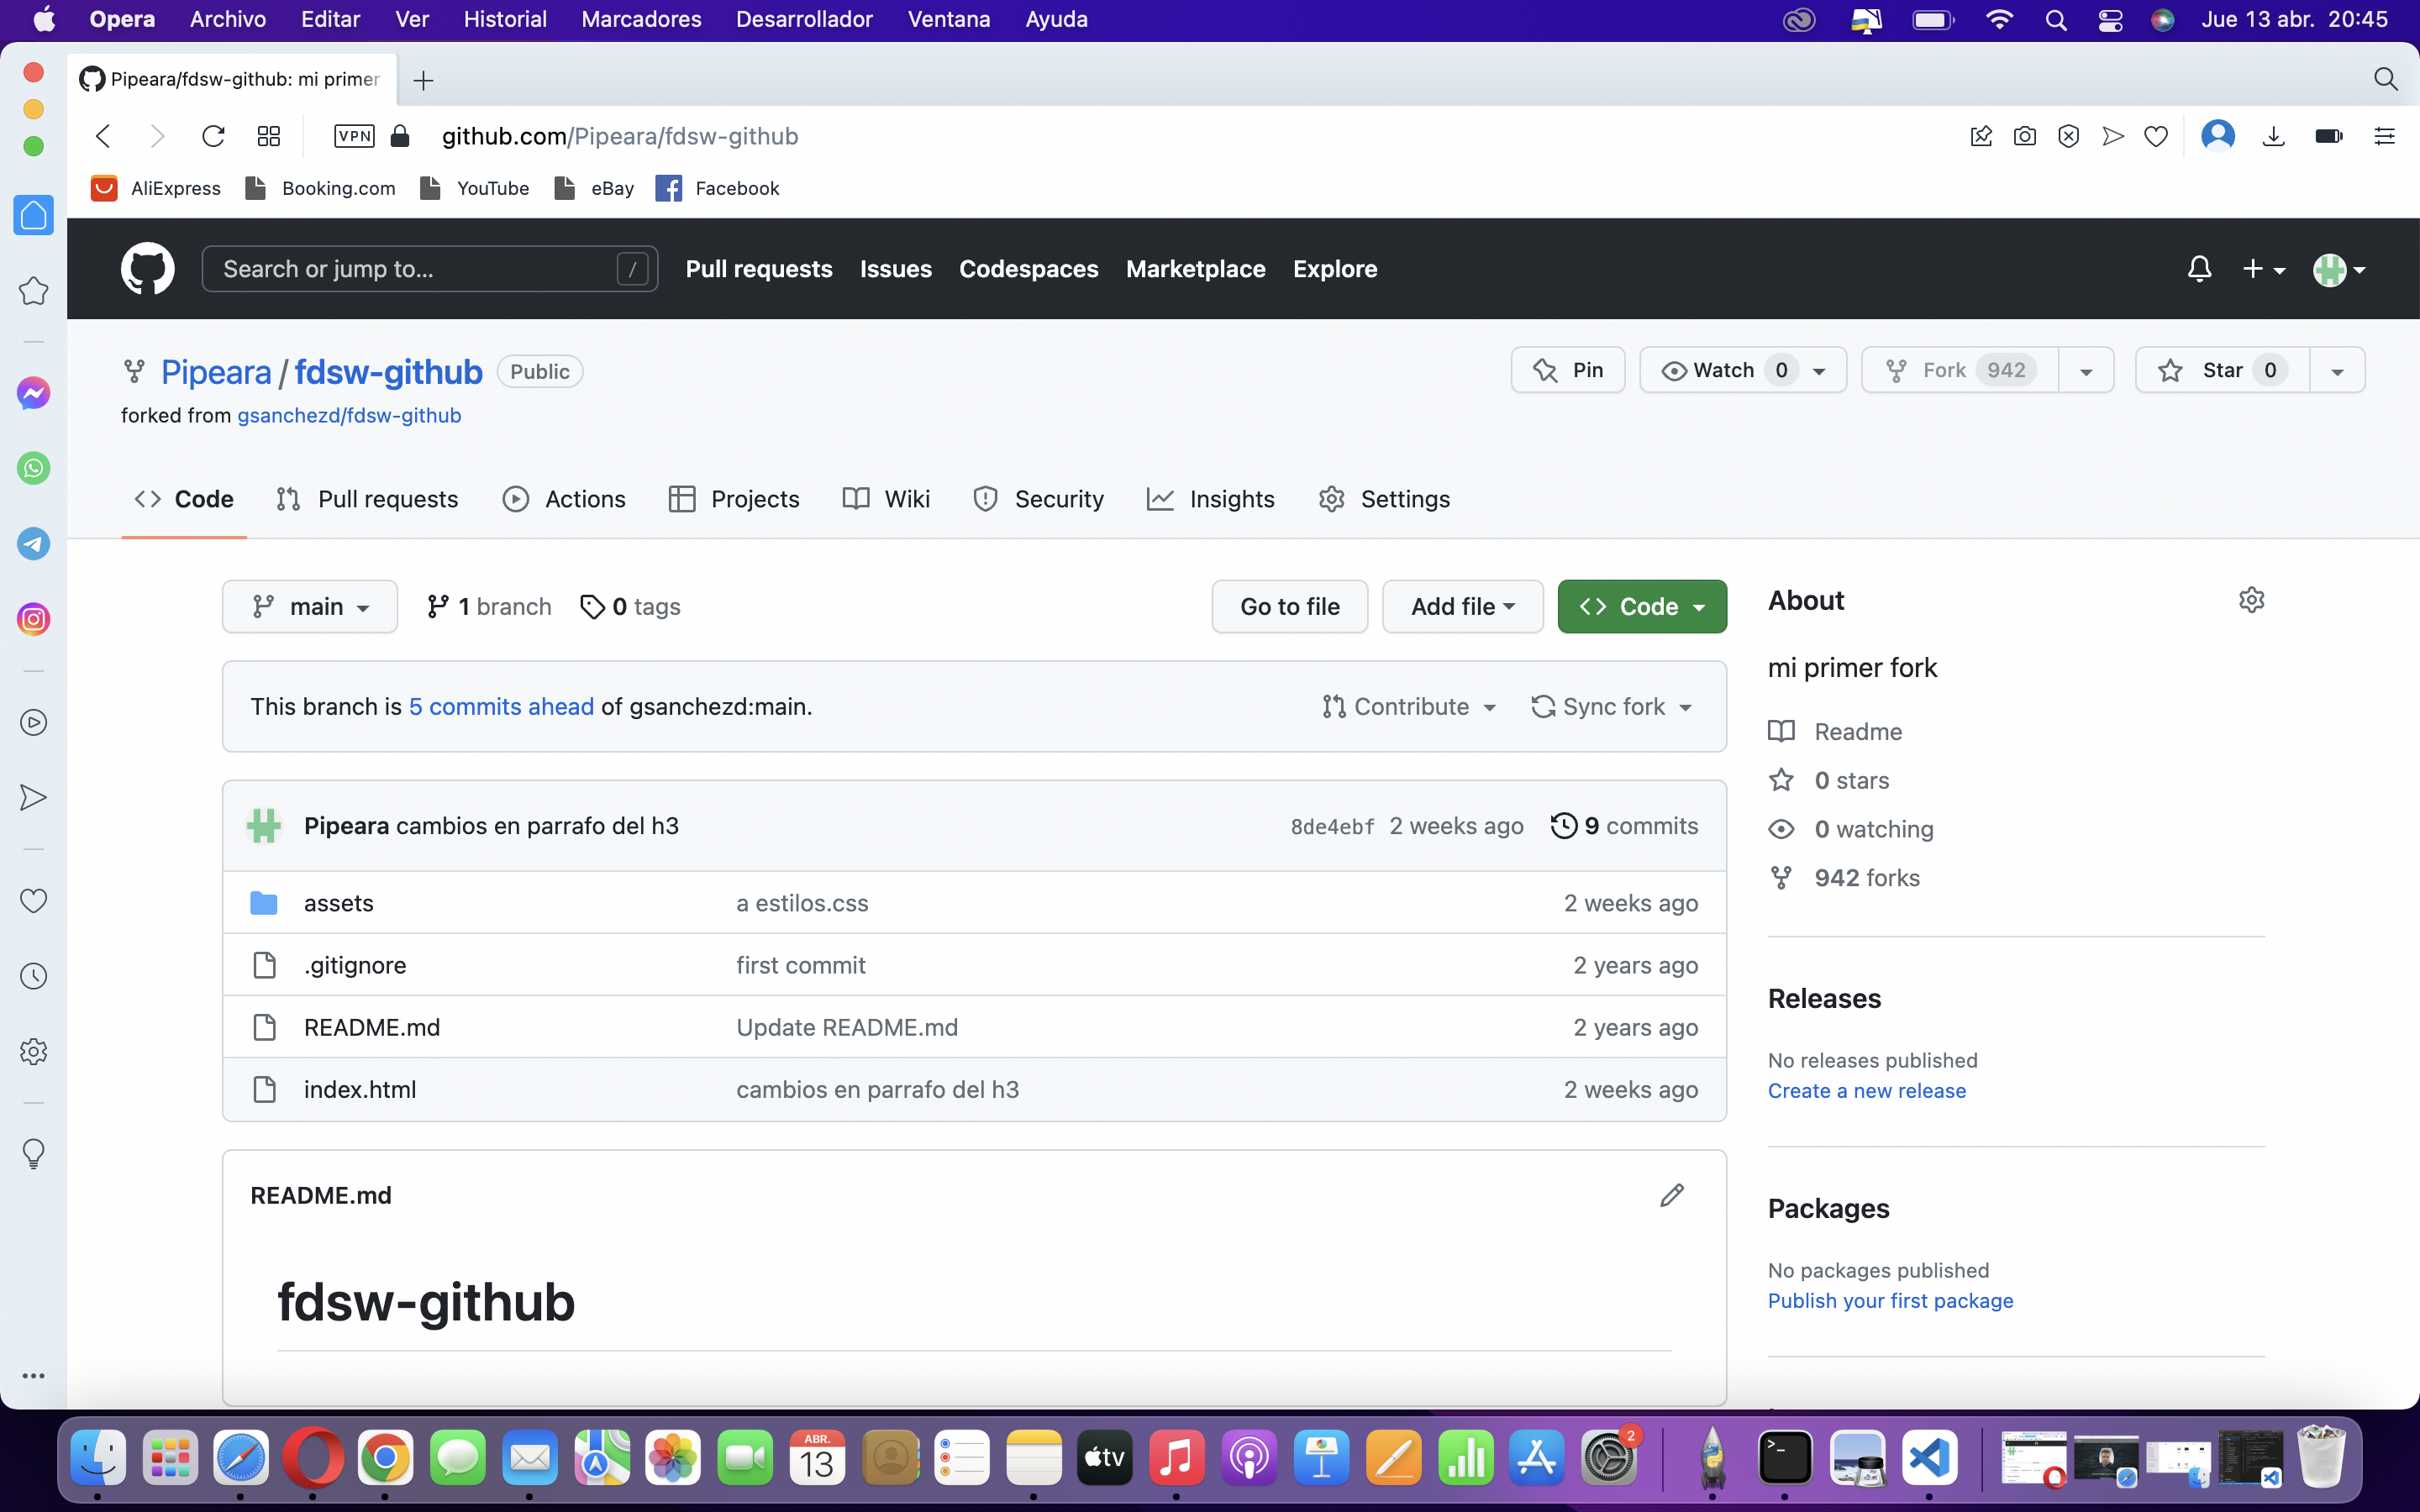 Opera Archivo Editar Ver Historial Marcadores Desarrollador Ventana Ayuda Jue 13 abr. 20:45
Pipeara/fdsw-github: mi primer
VPN github.com/Pipeara/fdsw-github
AliExpress Booking.com YouTube eBay Facebook
Search or jump to... / Pull requests Issues Codespaces Marketplace Explore
Pipeara / fdsw-github Public Pin Watch 0 Fork 942 Star 0
forked from gsanchezd/fdsw-github
Code Pull requests Actions Projects Wiki Security Insights Settings
main 1 branch 0 tags Go to file Add file Code
This branch is 5 commits ahead of gsanchezd:main. Contribute Sync fork
Pipeara cambios en parrafo del h3 8de4ebf 2 weeks ago 9 commits
assets a estilos.css 2 weeks ago
.gitignore first commit 2 years ago
README.md Update README.md 2 years ago
index.html cambios en parrafo del h3 2 weeks ago
README.md
fdsw-github
About
mi primer fork
Readme
0 stars
0 watching
942 forks
Releases
No releases published
Create a new release
Packages
No packages published
Publish your first package
ABR.
13
tv
2